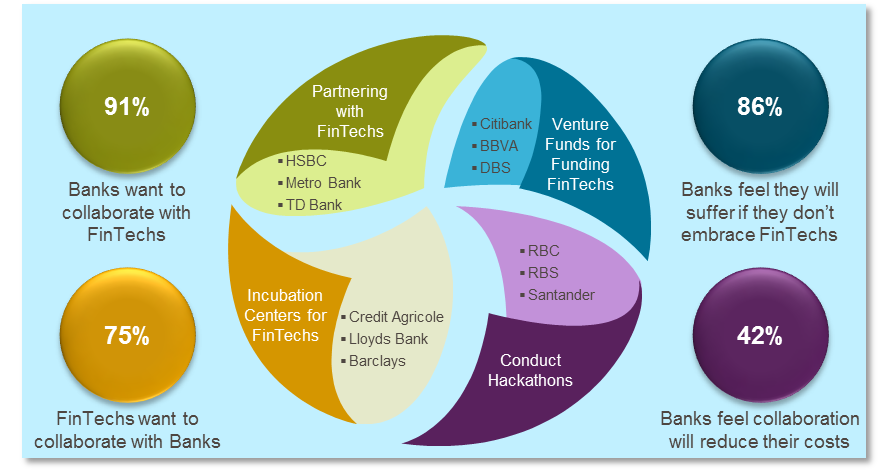 91%
Banks want to
collaborate with
FinTechs
75%
FinTechs want to
collaborate with Banks
Partnering
with
FinTechs
▪ HSBC
▪ Metro Bank
▪ TD Bank
▪ Citibank
▪ BBVA
▪ DBS
Venture
Funds for
Funding
FinTechs
Incubation
Centers for
FinTechs
▪ Credit Agricole
▪ Lloyds Bank
▪ Barclays
▪ RBC
▪ RBS
▪ Santander
Conduct
Hackathons
86%
Banks feel they will
suffer if they don’t
embrace FinTechs
42%
Banks feel collaboration
will reduce their costs